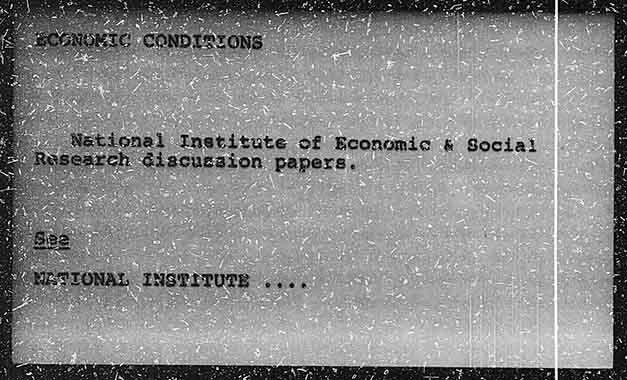 ECONOMIC CONDITIONS
National Institute of Economic & Social
Research discussion papers.
See
NATIONAL INSTITUTE ....